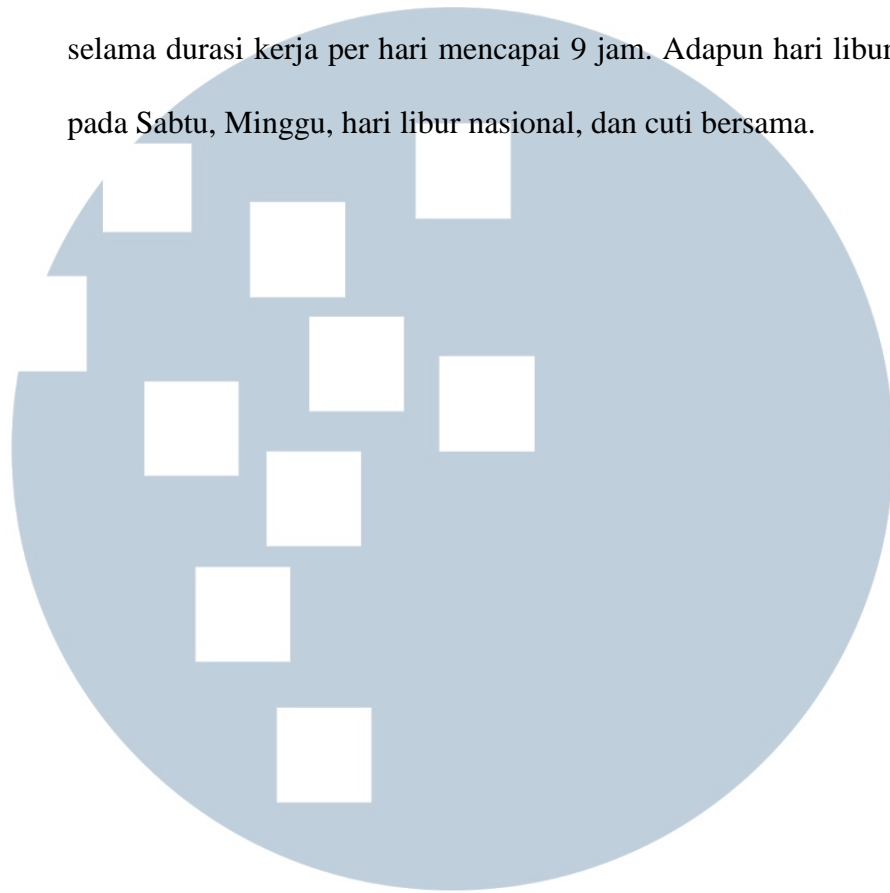 selama durasi kerja per hari mencapai 9 jam. Adapun hari libur
pada Sabtu, Minggu, hari libur nasional, dan cuti bersama.